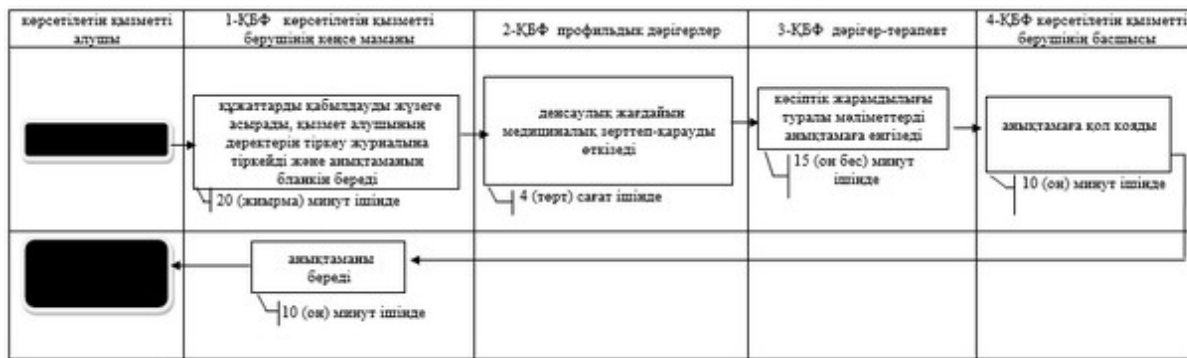 көрсетілетін қызметті
алушы
1-ҚБФ көрсетілетін қызметті
берушінің кеңсе маманы
2-ҚБФ профильдық дәрігерлер
3-ҚБФ дәрігер-терапевт
4-ҚБФ көрсетілетін қызметті
берушінің басшысы
құжаттарды қабылдауды жүзеге
асырады, қызмет алушының
деректерін тіркеу журналына
тіркейді және анықтаманың
бланкін береді
20 (жиырма) минут ішінде
денсаулық жағдайын
медициналық зерттеп-қарауды
өткізеді
4 (төрт) сағат ішінде
кәсіптік жарамдылығы
туралы мәліметтерді
анықтамаға енгізеді
15 (он бес) минут
ішінде
анықтамаға қол қояды
10 (он) минут ішінде
анықтаманы
береді
10 (он) минут ішінде